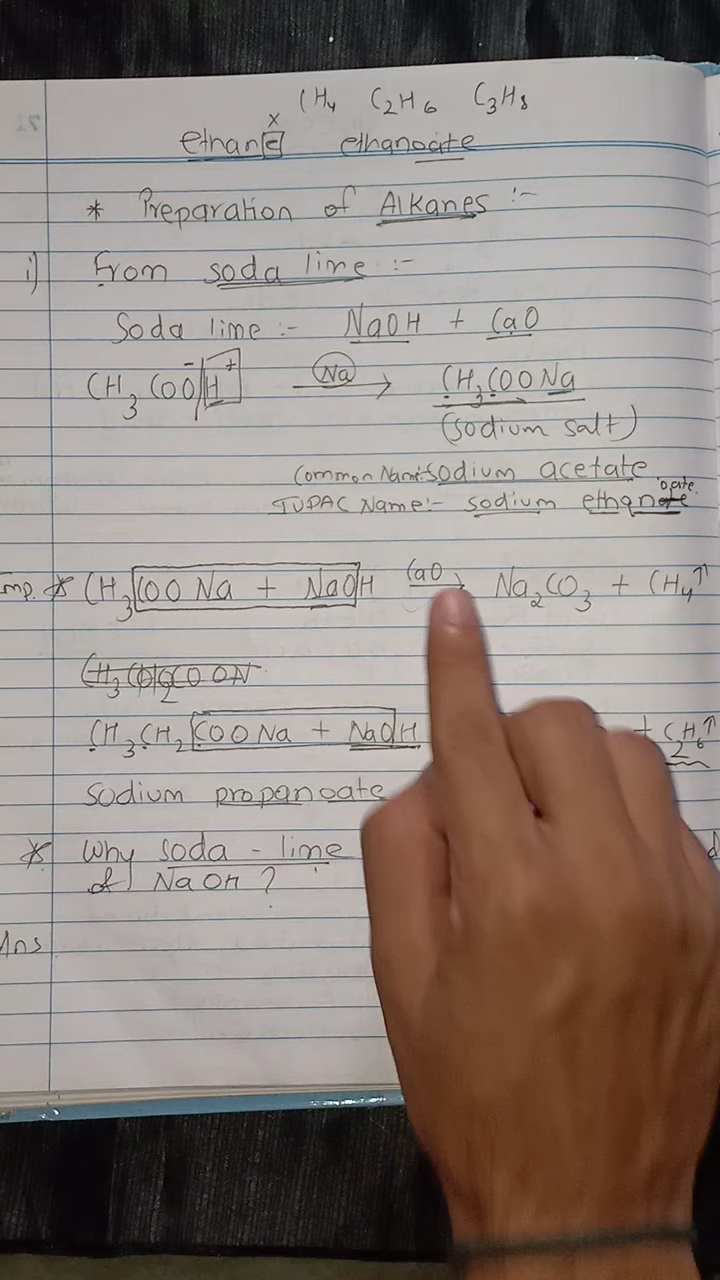 CH4 C2H6 C3H8
x
ethane ethanoate
* Preparation of Alkanes :-
i) From soda lime :-
Soda lime :- NaOH + CaO
CH3COO- H+ Na → CH3COONa
(sodium salt)
Common Name:- sodium acetate
IUPAC Name:- sodium ethanoate
Imp. * CH3COONa + NaOH CaO → Na2CO3 + CH4↑
CH3CH2COONa + NaOH + C2H6↑
Sodium propanoate
* Why soda-lime
of NaOH ?
Ans